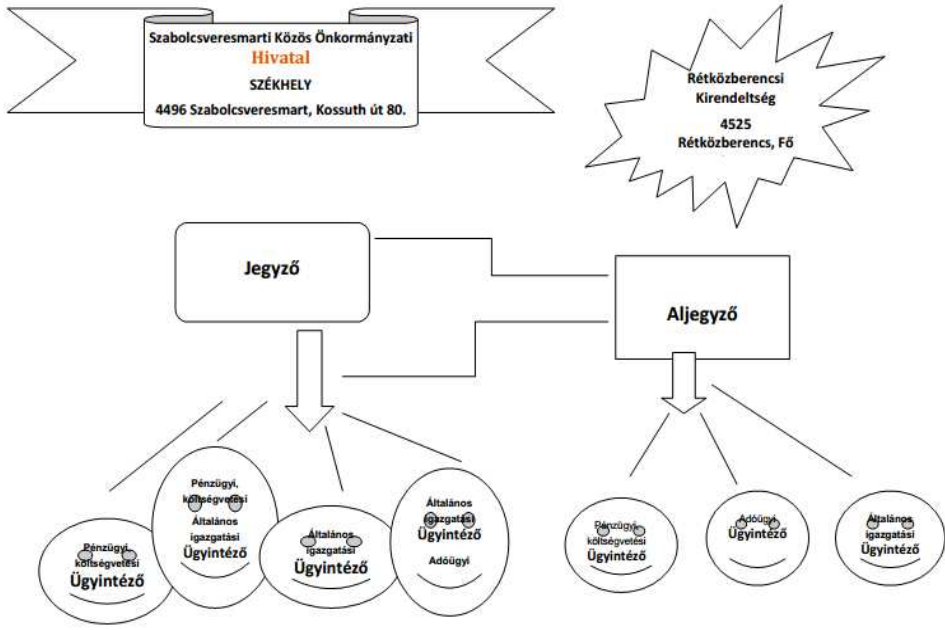 Szabolcsveresmarti Közös Önkormányzati
Hivatal
SZÉKHELY
4496 Szabolcsveresmart, Kossuth út 80.
Rétközberencsi
Kirendeltség
4525
Rétközberencs, Fő
Jegyző
Aljegyző
Pénzügyi,
költségvetési
Ügyintéző
Pénzügyi,
költségvetési
Általános
igazgatási
Ügyintéző
Általános
igazgatási
Ügyintéző
Általános
igazgatási
Ügyintéző
Adóügyi
Pénzügyi,
költségvetési
Ügyintéző
Adóügyi
Ügyintéző
Általános
igazgatási
Ügyintéző